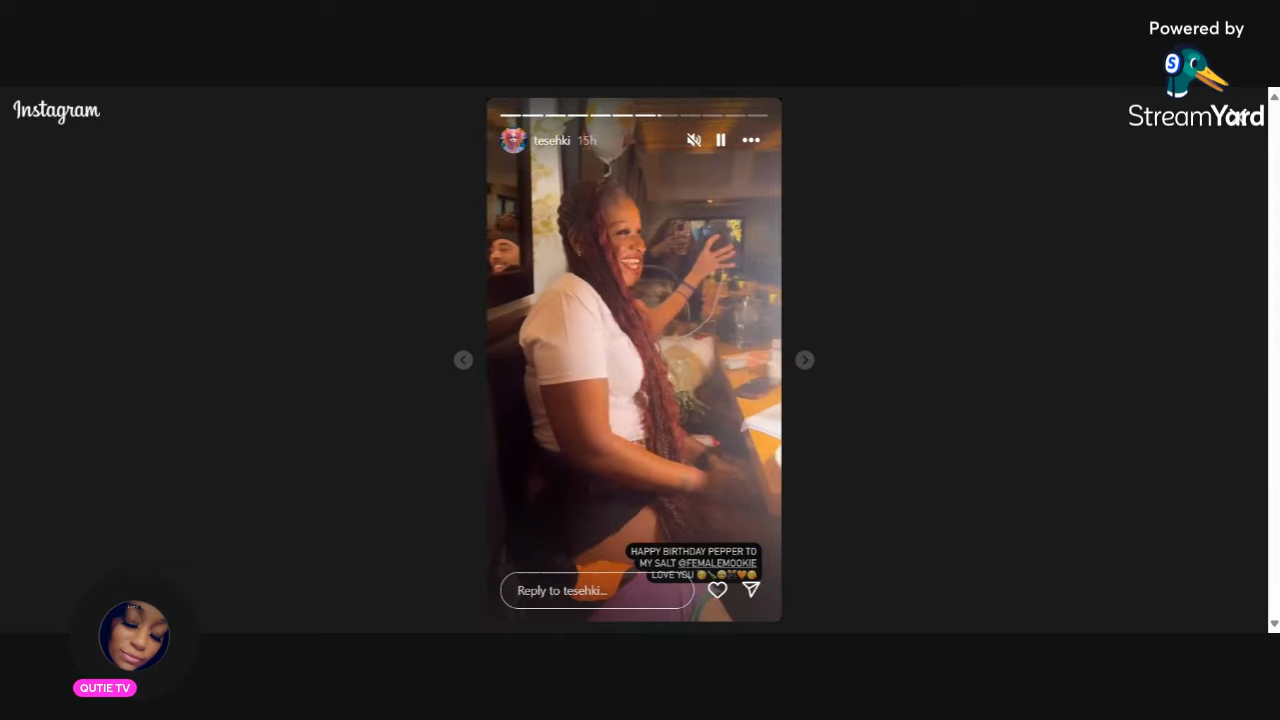 Powered by
StreamYard
Instagram
tesehki 15h
HAPPY BIRTHDAY PEPPER TO
MY SALT @FEMALEMOOKIE
LOVE YOU
Reply to tesehki...
QUTIE TV